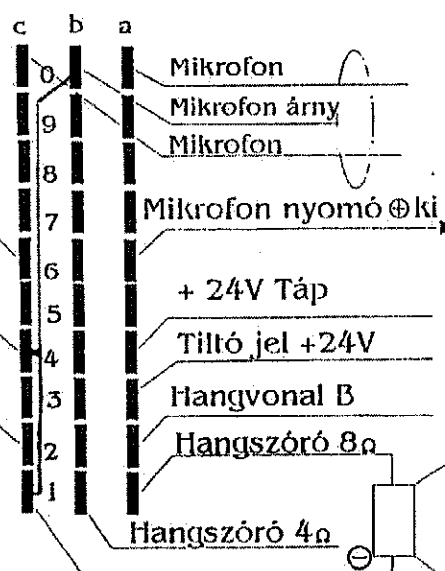 c b a
0 Mikrofon
9 Mikrofon árny
Mikrofon
8
7 Mikrofon nyomó ⊕ ki
6
5 + 24V Táp
4 Tiltó jel +24V
3 Hangvonal B
2 Hangszóró 8Ω
1
Hangszóró 4Ω
⊖